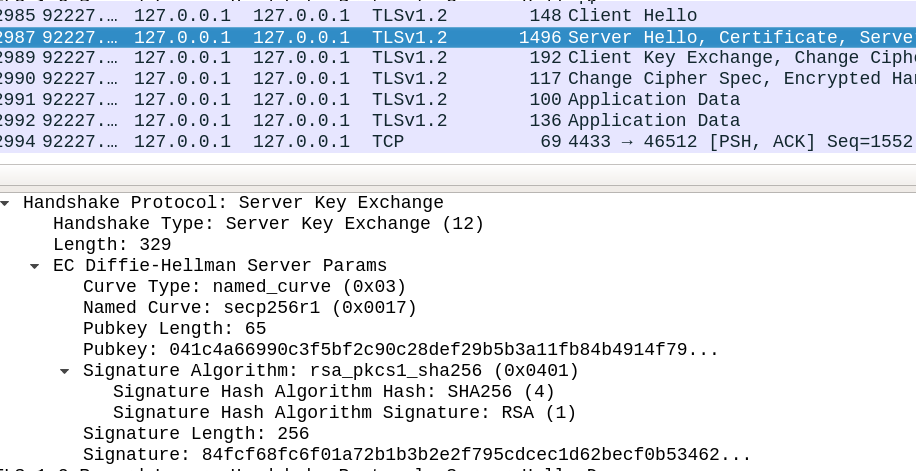 2985 92227.… 127.0.0.1 127.0.0.1 TLSv1.2 148 Client Hello
2987 92227.… 127.0.0.1 127.0.0.1 TLSv1.2 1496 Server Hello, Certificate, Serve
2989 92227.… 127.0.0.1 127.0.0.1 TLSv1.2 192 Client Key Exchange, Change Ciph
2990 92227.… 127.0.0.1 127.0.0.1 TLSv1.2 117 Change Cipher Spec, Encrypted Ha
2991 92227.… 127.0.0.1 127.0.0.1 TLSv1.2 100 Application Data
2992 92227.… 127.0.0.1 127.0.0.1 TLSv1.2 136 Application Data
2994 92227.… 127.0.0.1 127.0.0.1 TCP 69 4433 → 46512 [PSH, ACK] Seq=1552
Handshake Protocol: Server Key Exchange
Handshake Type: Server Key Exchange (12)
Length: 329
EC Diffie-Hellman Server Params
Curve Type: named_curve (0x03)
Named Curve: secp256r1 (0x0017)
Pubkey Length: 65
Pubkey: 041c4a66990c3f5bf2c90c28def29b5b3a11fb84b4914f79...
Signature Algorithm: rsa_pkcs1_sha256 (0x0401)
Signature Hash Algorithm Hash: SHA256 (4)
Signature Hash Algorithm Signature: RSA (1)
Signature Length: 256
Signature: 84fcf68fc6f01a72b1b3b2e2f795cdcec1d62becf0b53462...